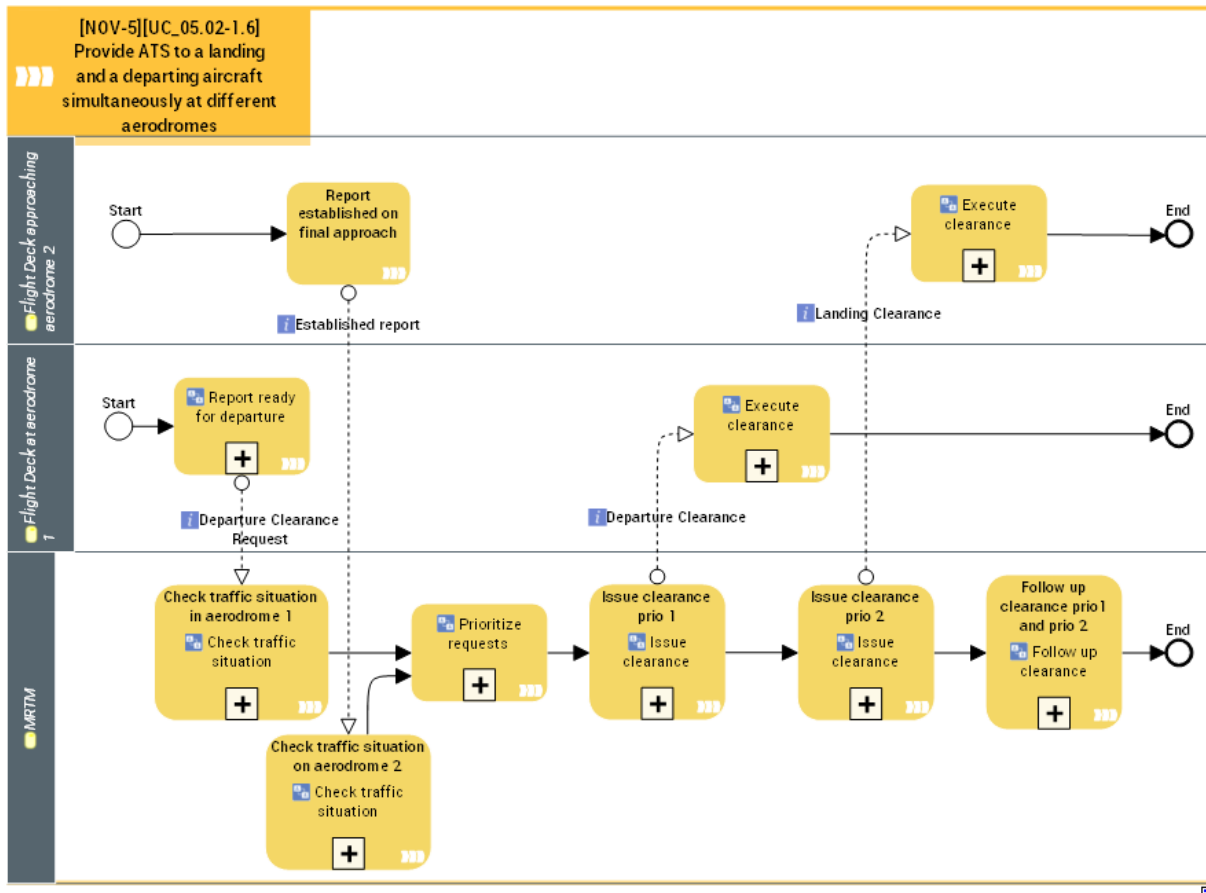 [NOV-5][UC_05.02-1.6]
Provide ATS to a landing
and a departing aircraft
simultaneously at different
aerodromes
Flight Deck approaching
aerodrome 2
Start
Report
established on
final approach
Established report
Landing Clearance
Execute
clearance
End
Flight Deck at aerodrome
1
Start
Report ready
for departure
Departure Clearance
Request
Departure Clearance
Execute
clearance
End
MRTM
Check traffic situation
in aerodrome 1
Check traffic
situation
Check traffic situation
on aerodrome 2
Check traffic
situation
Prioritize
requests
Issue clearance
prio 1
Issue
clearance
Issue clearance
prio 2
Issue
clearance
Follow up
clearance prio1
and prio 2
Follow up
clearance
End